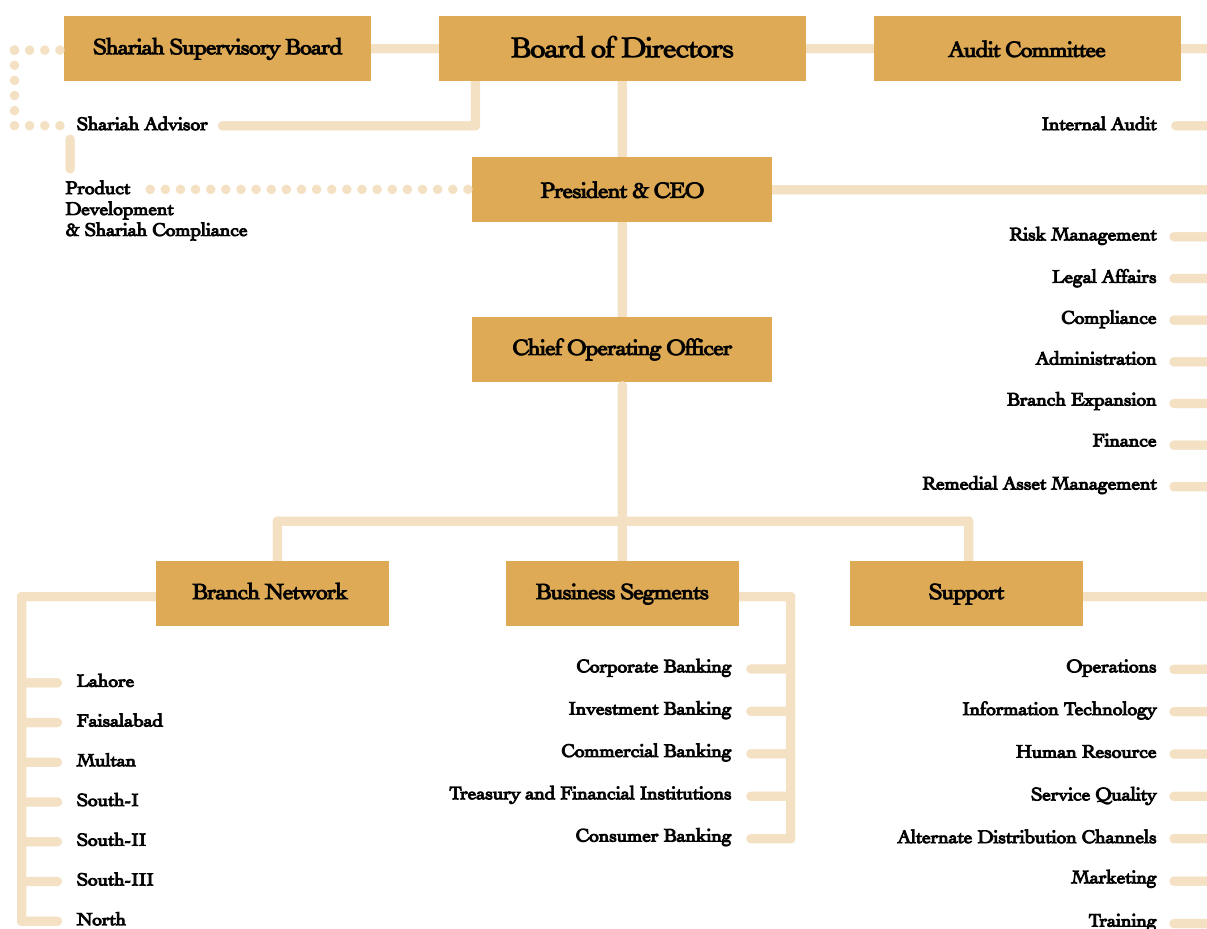 Shariah Supervisory Board
Board of Directors
Audit Committee
Shariah Advisor
Internal Audit
Product
Development
& Shariah Compliance
President & CEO
Risk Management
Legal Affairs
Compliance
Administration
Branch Expansion
Finance
Remedial Asset Management
Chief Operating Officer
Branch Network
Business Segments
Support
Lahore
Faisalabad
Multan
South-I
South-II
South-III
North
Corporate Banking
Investment Banking
Commercial Banking
Treasury and Financial Institutions
Consumer Banking
Operations
Information Technology
Human Resource
Service Quality
Alternate Distribution Channels
Marketing
Training